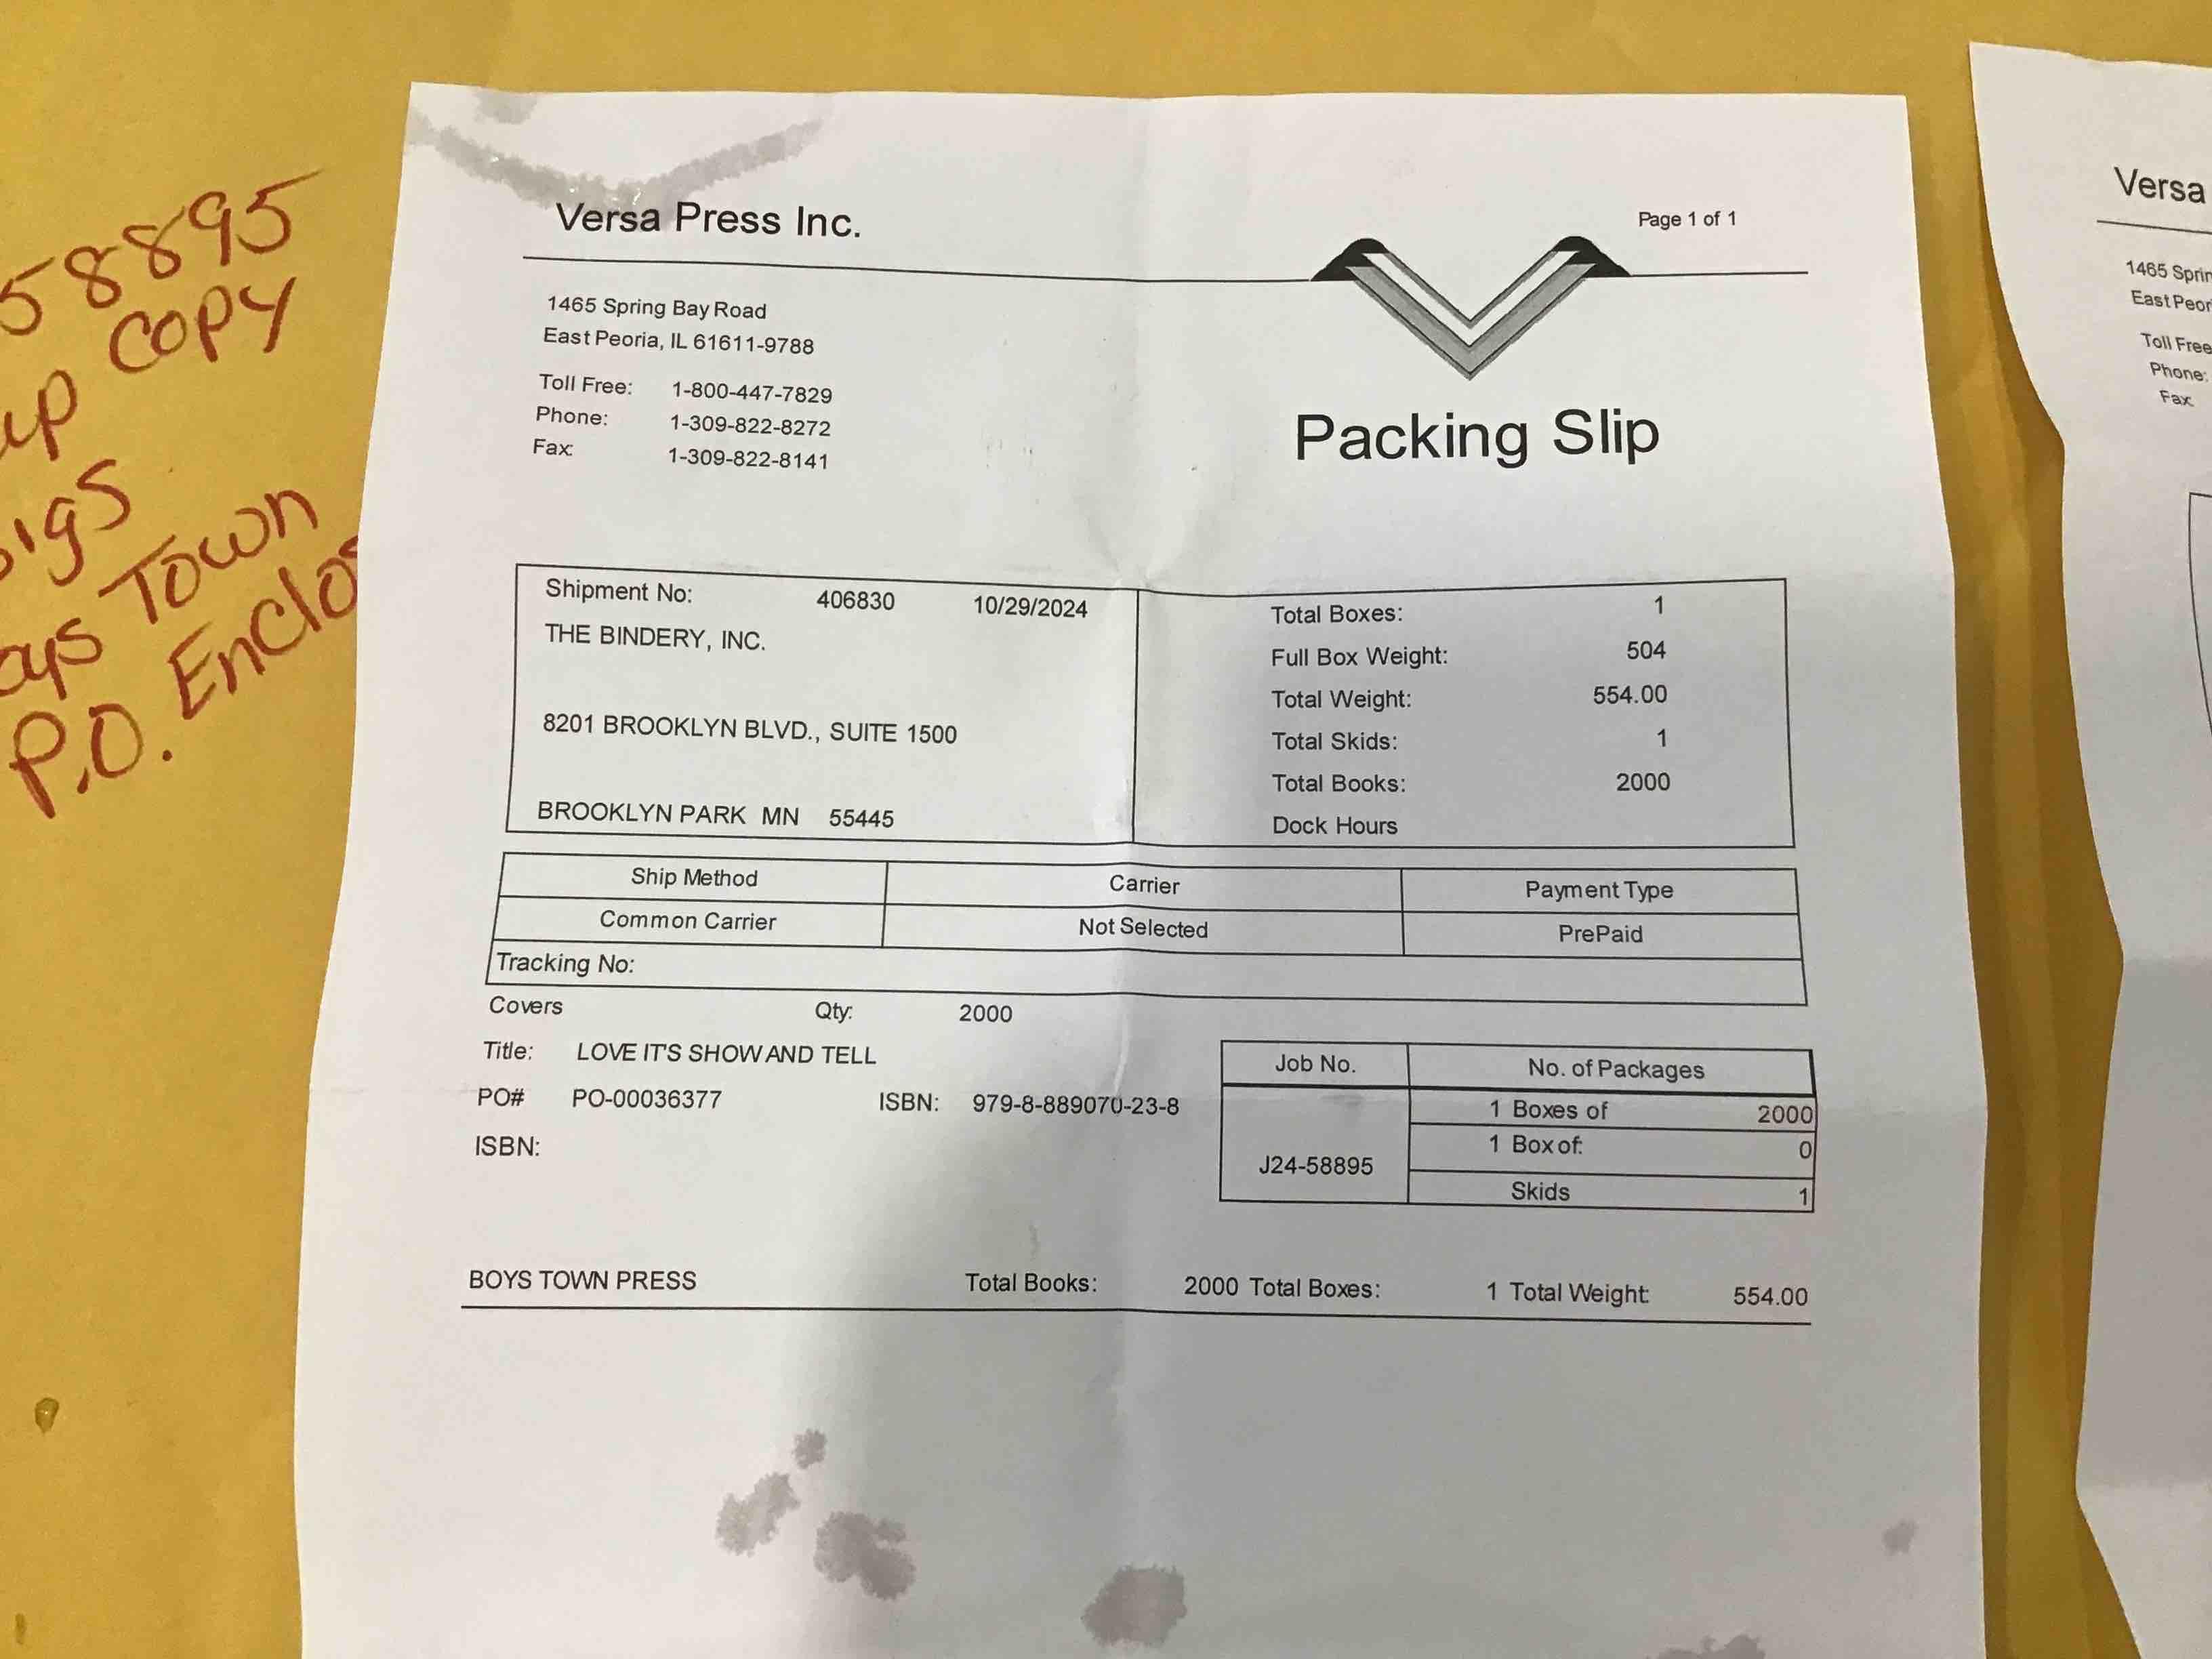 58895
COPY
Town
P.O. Enclo
Versa Press Inc.
Page 1 of 1
1465 Spring Bay Road
East Peoria, IL 61611-9788
Toll Free: 1-800-447-7829
Phone: 1-309-822-8272
Fax: 1-309-822-8141
Packing Slip
Shipment No: 406830 10/29/2024
THE BINDERY, INC.
8201 BROOKLYN BLVD., SUITE 1500
BROOKLYN PARK MN 55445
Total Boxes: 1
Full Box Weight: 504
Total Weight: 554.00
Total Skids: 1
Total Books: 2000
Dock Hours
Ship Method Carrier Payment Type
Common Carrier Not Selected PrePaid
Tracking No:
Covers Qty: 2000
Title: LOVE IT'S SHOW AND TELL
PO# PO-00036377 ISBN: 979-8-889070-23-8
ISBN:
Job No. No. of Packages
J24-58895
1 Boxes of 2000
1 Box of: 0
Skids 1
BOYS TOWN PRESS Total Books: 2000 Total Boxes: 1 Total Weight: 554.00
Versa
1465 Sprin
East Peor
Toll Free
Phone:
Fax: